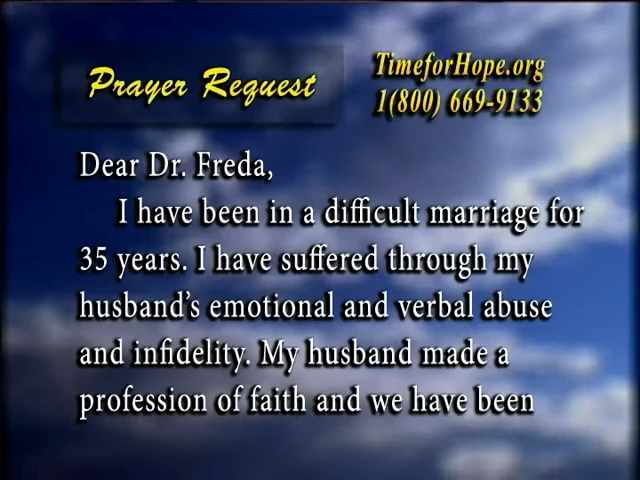 Prayer Request
TimeforHope.org
1(800) 669-9133
Dear Dr. Freda,
I have been in a difficult marriage for
35 years. I have suffered through my
husband's emotional and verbal abuse
and infidelity. My husband made a
profession of faith and we have been